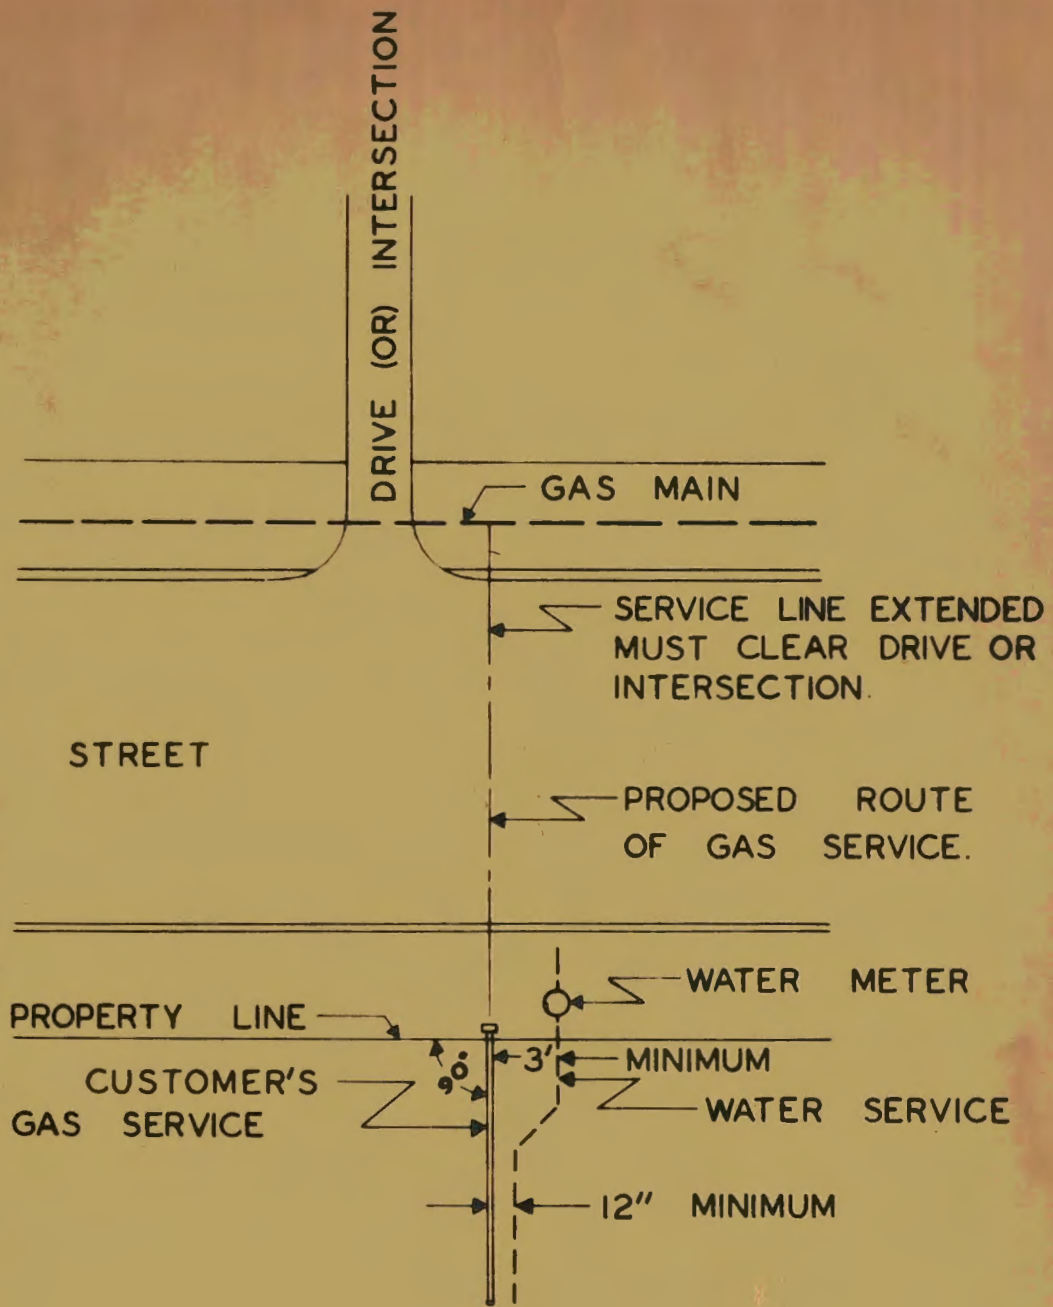 DRIVE (OR) INTERSECTION
GAS MAIN
SERVICE LINE EXTENDED
MUST CLEAR DRIVE OR
INTERSECTION.
STREET
PROPOSED ROUTE
OF GAS SERVICE.
WATER METER
PROPERTY LINE
90°
3'
MINIMUM
CUSTOMER'S
GAS SERVICE
WATER SERVICE
12" MINIMUM